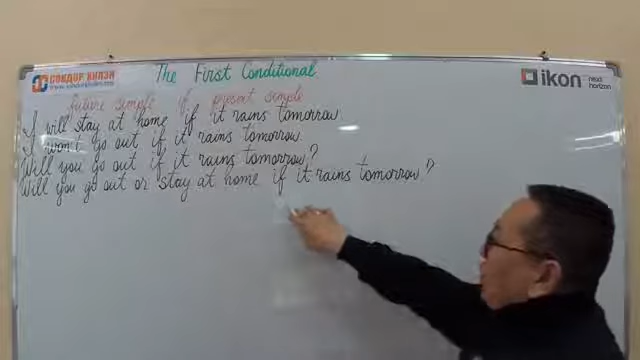 СОНДОР ХҮЛЭН
The First Conditional
ikon next horizon
future simple if present simple
I will stay at home if it rains tomorrow
I won't go out if it rains tomorrow.
Will you go out if it rains tomorrow?
Will you go out or stay at home if it rains tomorrow?